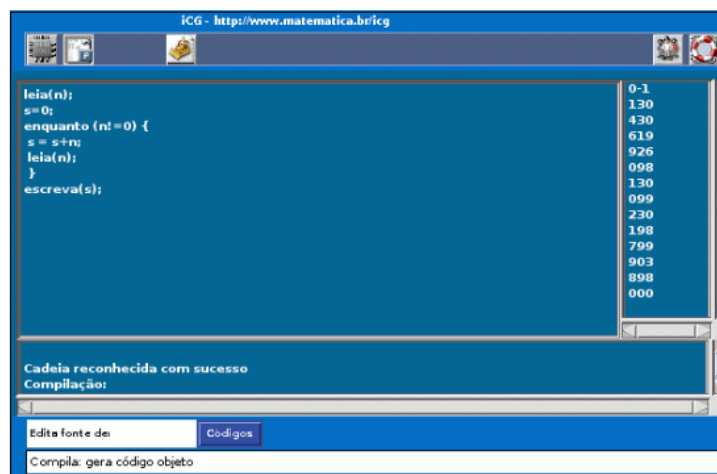 iCG - http://www.matematica.br/icg
leia(n);
s=0;
enquanto (n!=0) {
s = s+n;
leia(n);
}
escreva(s);
0-1
130
430
619
926
098
130
099
230
198
799
903
898
000
Cadeia reconhecida com sucesso
Compilação:
Edita fonte de:
Códigos
Compila: gera código objeto